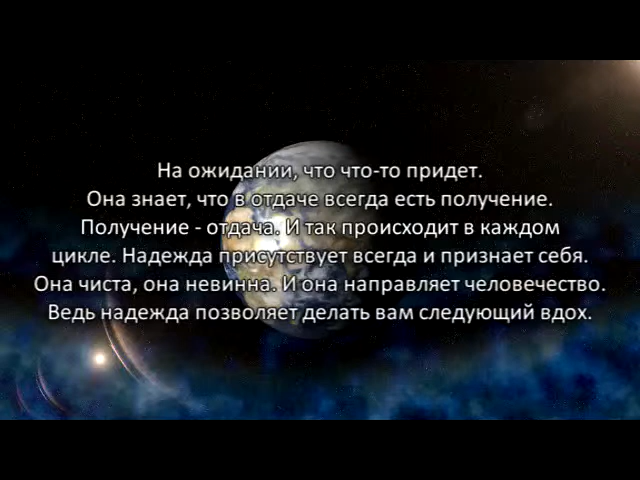 На ожидании, что что-то придет.
Она знает, что в отдаче всегда есть получение.
Получение - отдача. И так происходит в каждом
цикле. Надежда присутствует всегда и признает себя.
Она чиста, она невинна. И она направляет человечество.
Ведь надежда позволяет делать вам следующий вдох.